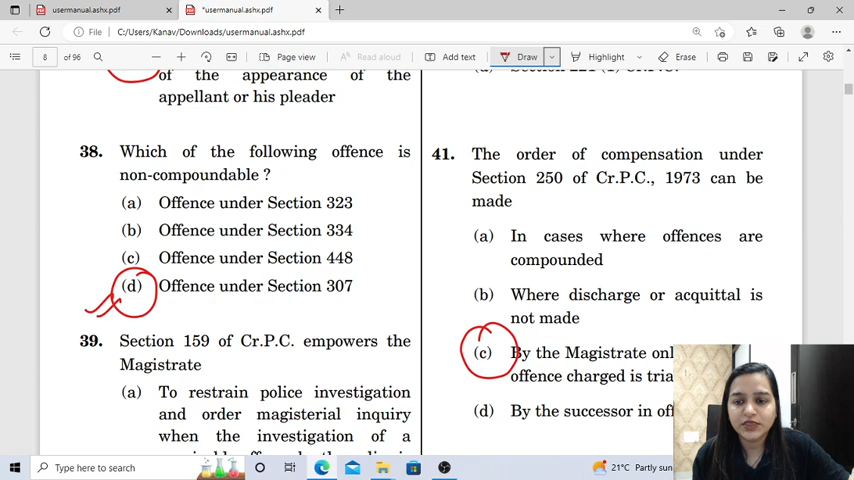 usermanual.ashx.pdf
*usermanual.ashx.pdf
File
C:/Users/Kanav/Downloads/usermanual.ashx.pdf
8
of 96
Page view
Read aloud
Add text
Draw
Highlight
Erase
of the appearance of the
appellant or his pleader
38. Which of the following offence is
non-compoundable ?
(a) Offence under Section 323
(b) Offence under Section 334
(c) Offence under Section 448
(d) Offence under Section 307
39. Section 159 of Cr.P.C. empowers the
Magistrate
(a) To restrain police investigation
and order magisterial inquiry
when the investigation of a
41. The order of compensation under
Section 250 of Cr.P.C., 1973 can be
made
(a) In cases where offences are
compounded
(b) Where discharge or acquittal is
not made
(c) By the Magistrate
offence charged is
(d) By the successor in
Type here to search
21°C Partly sun